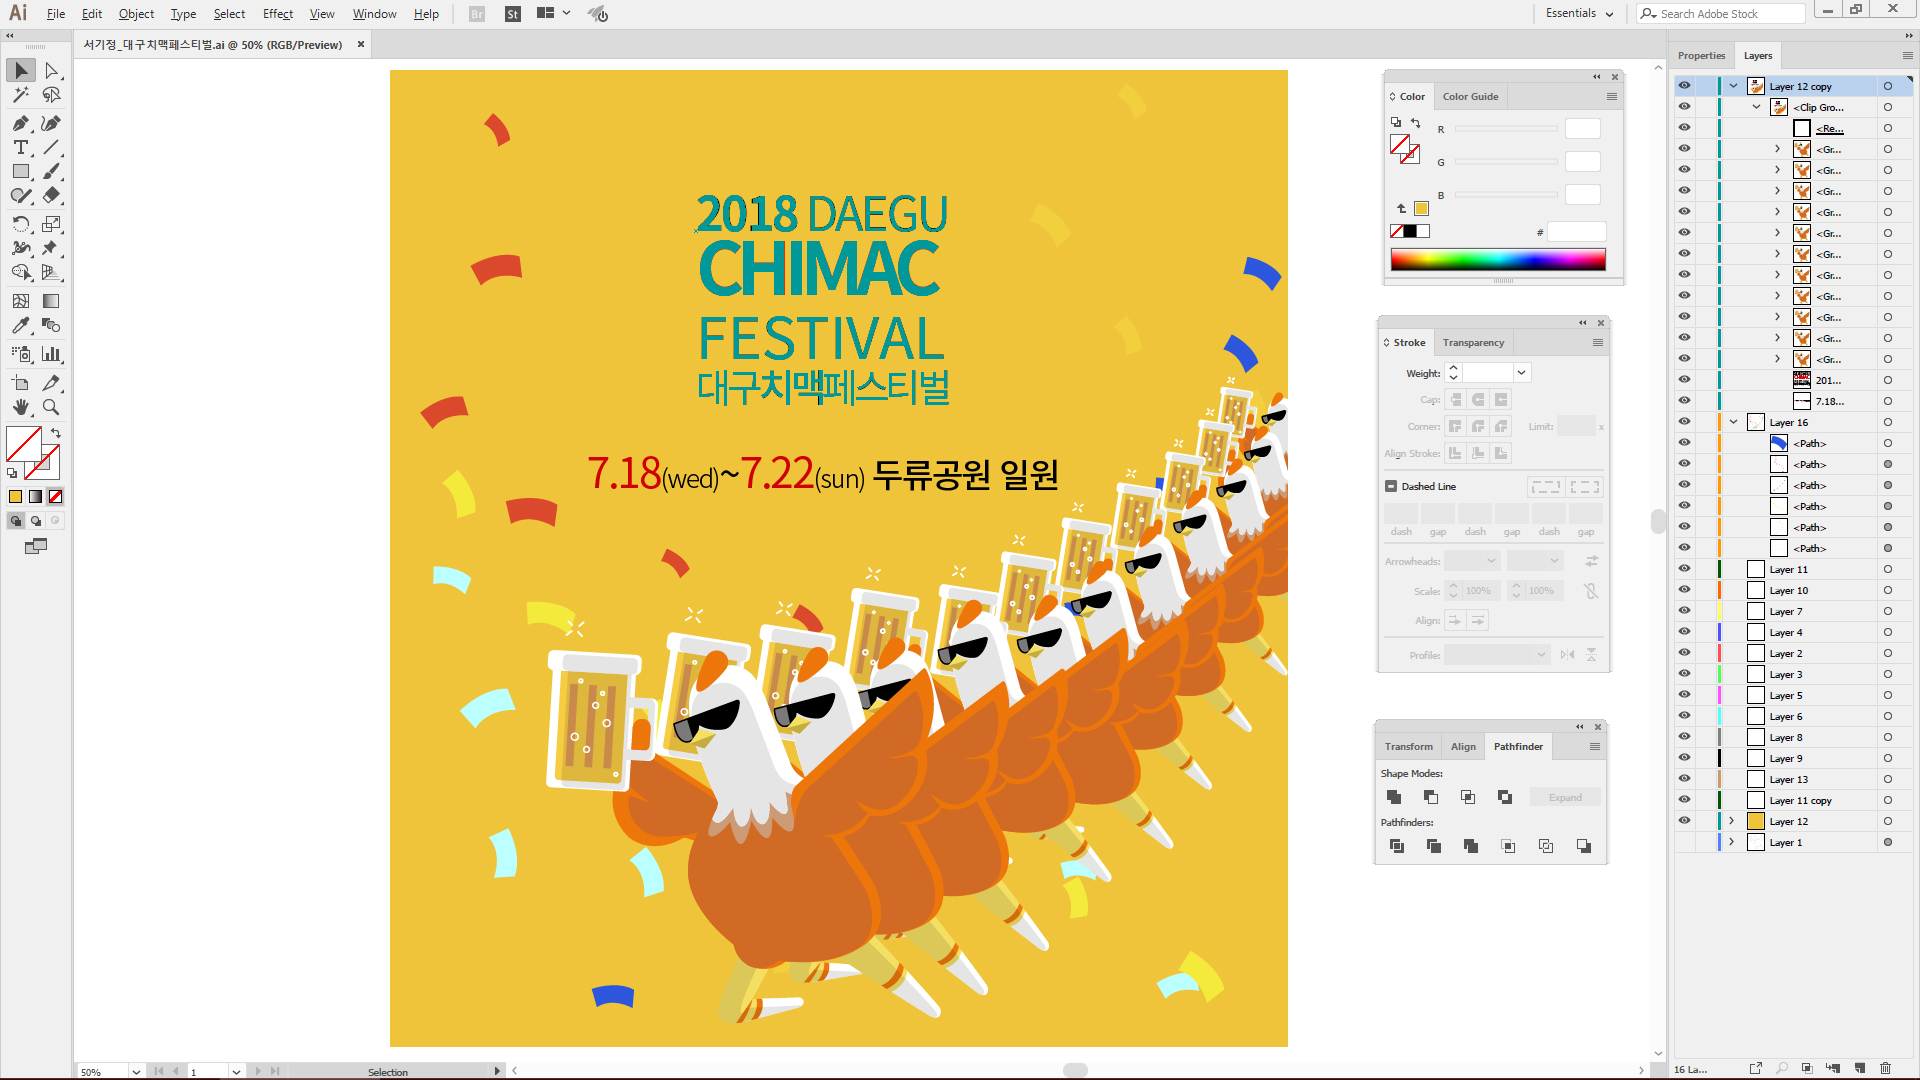 Ai File Edit Object Type Select Effect View Window Help Br St Essentials Search Adobe Stock
서기정_대구치맥페스티벌.ai @ 50% (RGB/Preview)
2018 DAEGU
CHIMAC
FESTIVAL
대구치맥페스티벌
7.18(wed)~7.22(sun) 두류공원 일원
Color Color Guide
R
G
B
#
Stroke Transparency
Weight:
Cap:
Corner: Limit: x
Align Stroke:
Dashed Line
dash gap dash gap dash gap
Arrowheads:
Scale: 100% 100%
Align:
Profile:
Transform Align Pathfinder
Shape Modes:
Expand
Pathfinders:
Properties Layers
Layer 12 copy
<Clip Gro...
<Re...
<Gr...
<Gr...
<Gr...
<Gr...
<Gr...
<Gr...
<Gr...
<Gr...
<Gr...
<Gr...
<Gr...
201...
7.18...
Layer 16
<Path>
<Path>
<Path>
<Path>
<Path>
<Path>
Layer 11
Layer 10
Layer 7
Layer 4
Layer 2
Layer 3
Layer 5
Layer 6
Layer 8
Layer 9
Layer 13
Layer 11 copy
Layer 12
Layer 1
16 La...
50% 1 Selection